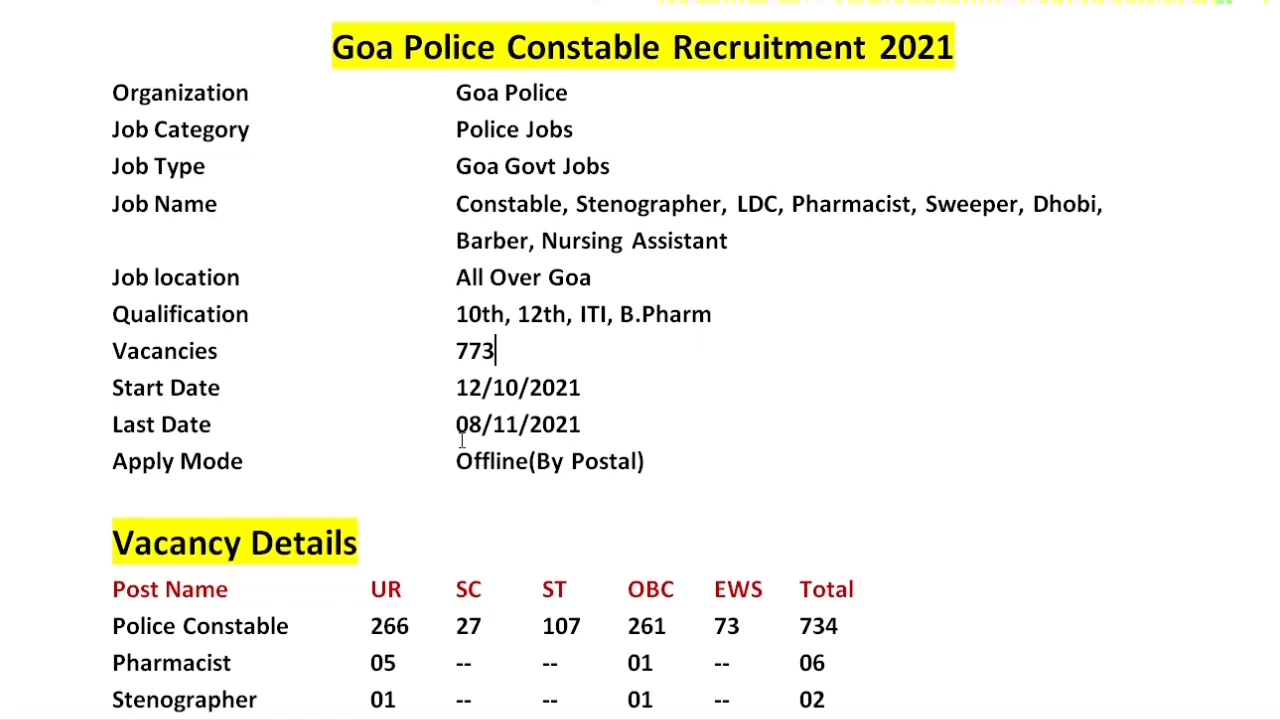 Goa Police Constable Recruitment 2021
Organization Goa Police
Job Category Police Jobs
Job Type Goa Govt Jobs
Job Name Constable, Stenographer, LDC, Pharmacist, Sweeper, Dhobi,
Barber, Nursing Assistant
Job location All Over Goa
Qualification 10th, 12th, ITI, B.Pharm
Vacancies 773
Start Date 12/10/2021
Last Date 08/11/2021
Apply Mode Offline(By Postal)
Vacancy Details
Post Name UR SC ST OBC EWS Total
Police Constable 266 27 107 261 73 734
Pharmacist 05 -- -- 01 -- 06
Stenographer 01 -- -- 01 -- 02